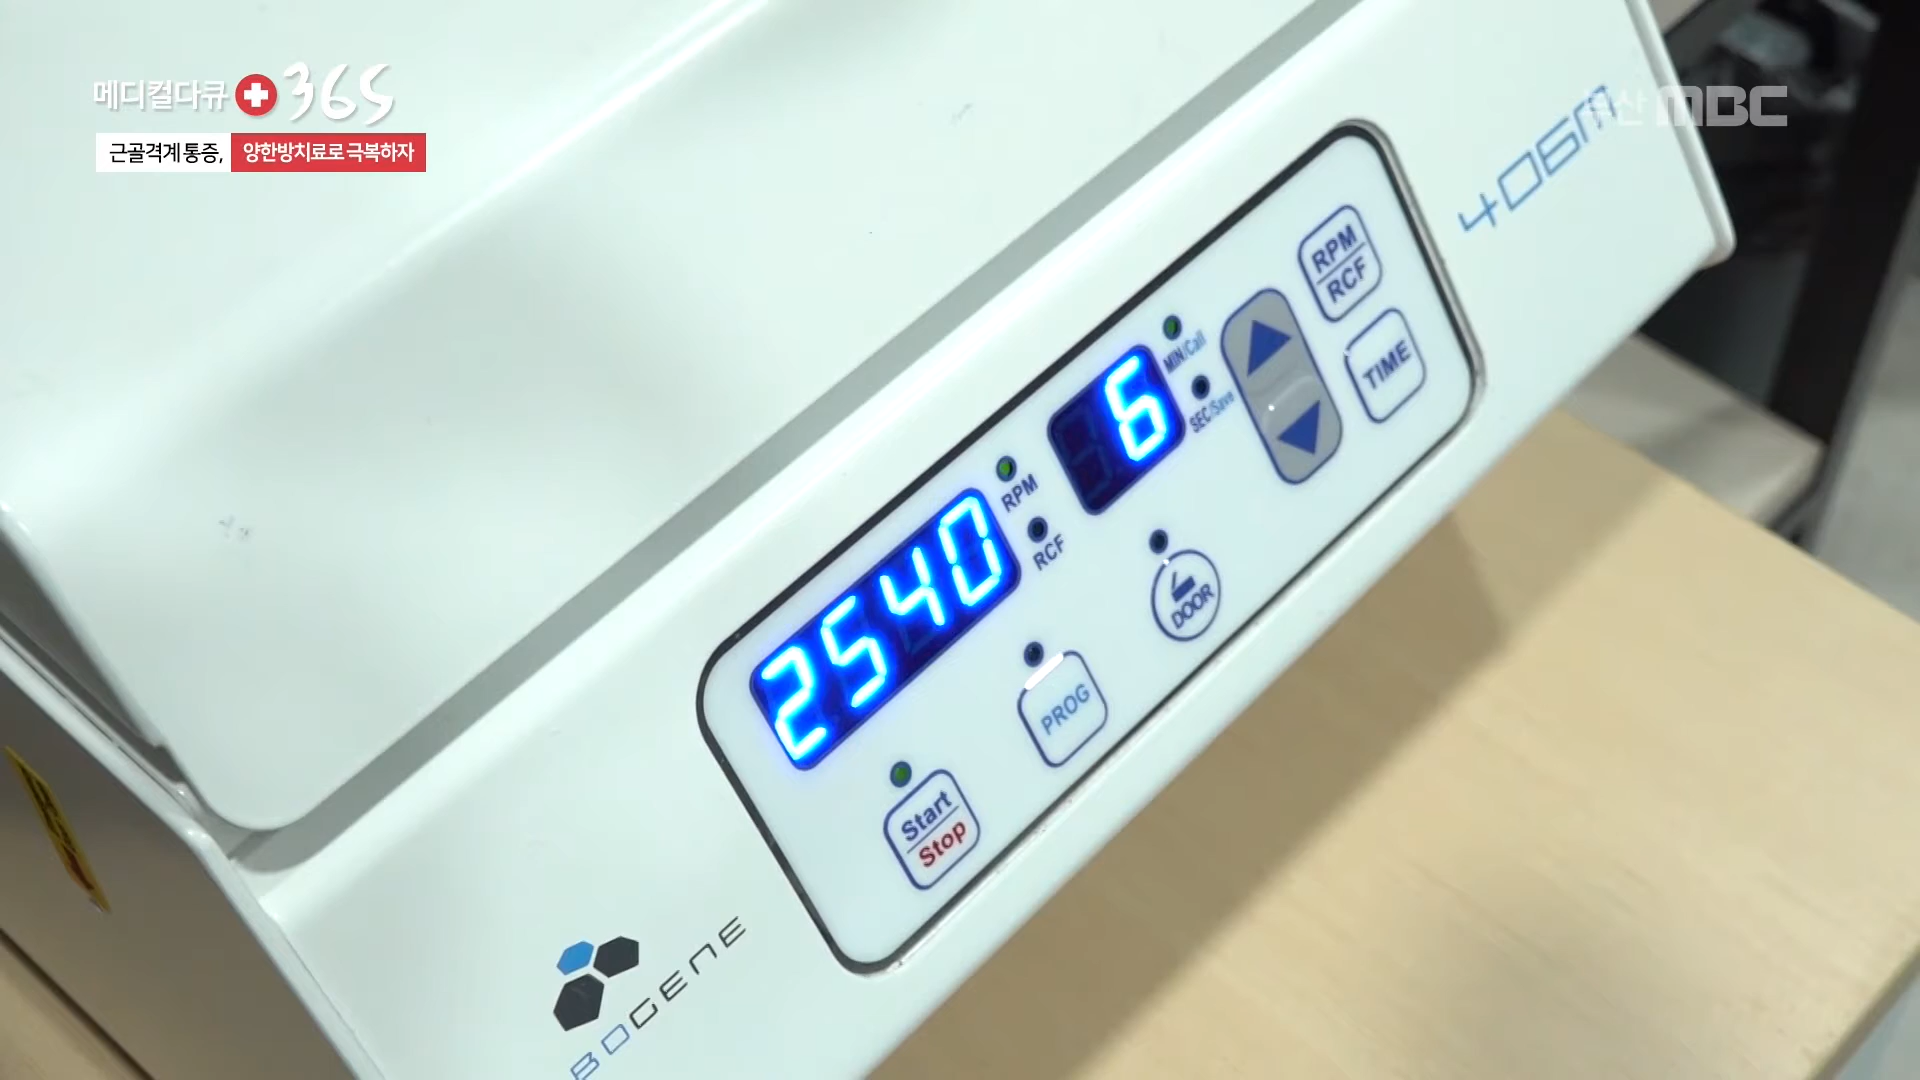 메디컬다큐 365
근골격계 통증, 양한방치료로 극복하자
부산 MBC
406m
RPM
RCF
TIME
MIN/Call
SEC/Save
6
RPM
RCF
2540
DOOR
PROG
Start
Stop
BOGENE